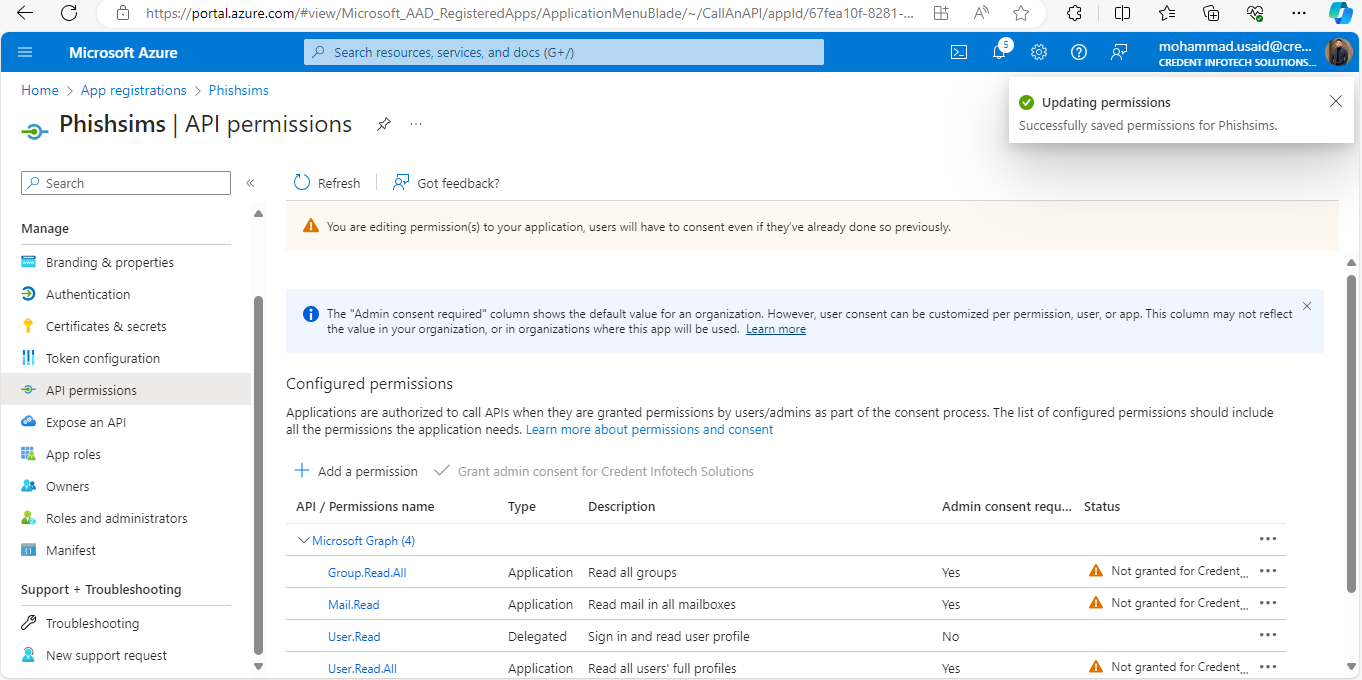 https://portal.azure.com/#view/Microsoft_AAD_RegisteredApps/ApplicationMenuBlade/~/CallAnAPI/appId/67fea10f-8281-...
Microsoft Azure
Search resources, services, and docs (G+/)
5
mohammad.usaid@cre...
CREDENT INFOTECH SOLUTIONS...
Home > App registrations > Phishsims
Phishsims | API permissions
...
Updating permissions
Successfully saved permissions for Phishsims.
Search
«
Refresh
Got feedback?
You are editing permission(s) to your application, users will have to consent even if they've already done so previously.
Manage
Branding & properties
Authentication
Certificates & secrets
Token configuration
API permissions
Expose an API
App roles
Owners
Roles and administrators
Manifest
Support + Troubleshooting
Troubleshooting
New support request
The "Admin consent required" column shows the default value for an organization. However, user consent can be customized per permission, user, or app. This column may not reflect
the value in your organization, or in organizations where this app will be used. Learn more
Configured permissions
Applications are authorized to call APIs when they are granted permissions by users/admins as part of the consent process. The list of configured permissions should include
all the permissions the application needs. Learn more about permissions and consent
Add a permission
Grant admin consent for Credent Infotech Solutions
API / Permissions name Type Description Admin consent requ... Status
Microsoft Graph (4) ...
Group.Read.All Application Read all groups Yes Not granted for Credent... ...
Mail.Read Application Read mail in all mailboxes Yes Not granted for Credent... ...
User.Read Delegated Sign in and read user profile No ...
User.Read.All Application Read all users' full profiles Yes Not granted for Credent... ...